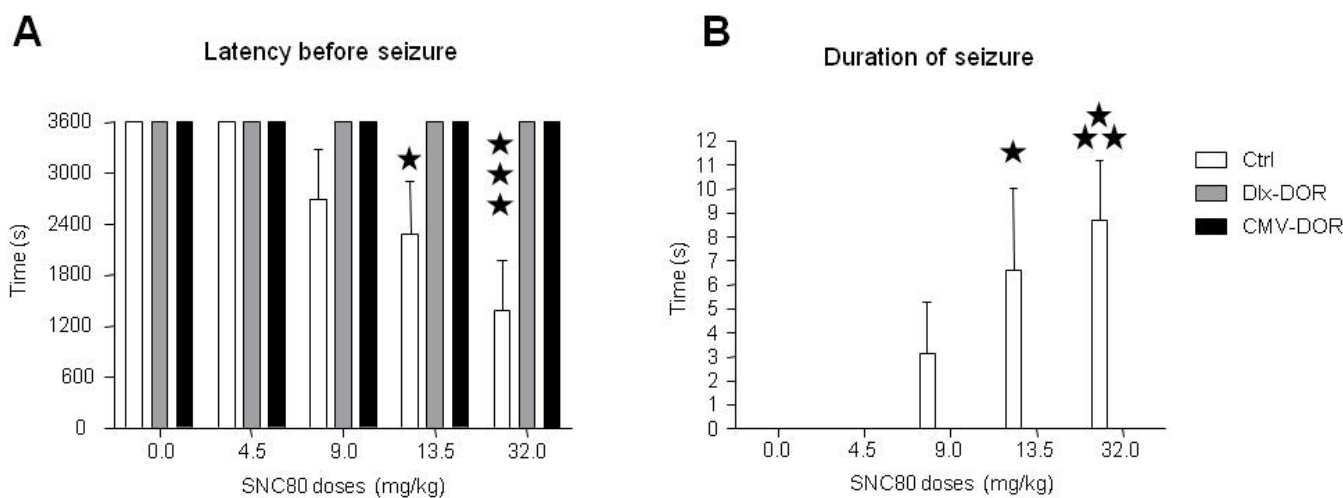 A
Latency before seizure
3600
3000
2400
1800
1200
600
0
Time (s)
0.0 4.5 9.0 13.5 32.0
SNC80 doses (mg/kg)
B
Duration of seizure
12
11
10
9
8
7
6
5
4
3
2
1
0
Time (s)
0.0 4.5 9.0 13.5 32.0
SNC80 doses (mg/kg)
Ctrl
Dlx-DOR
CMV-DOR